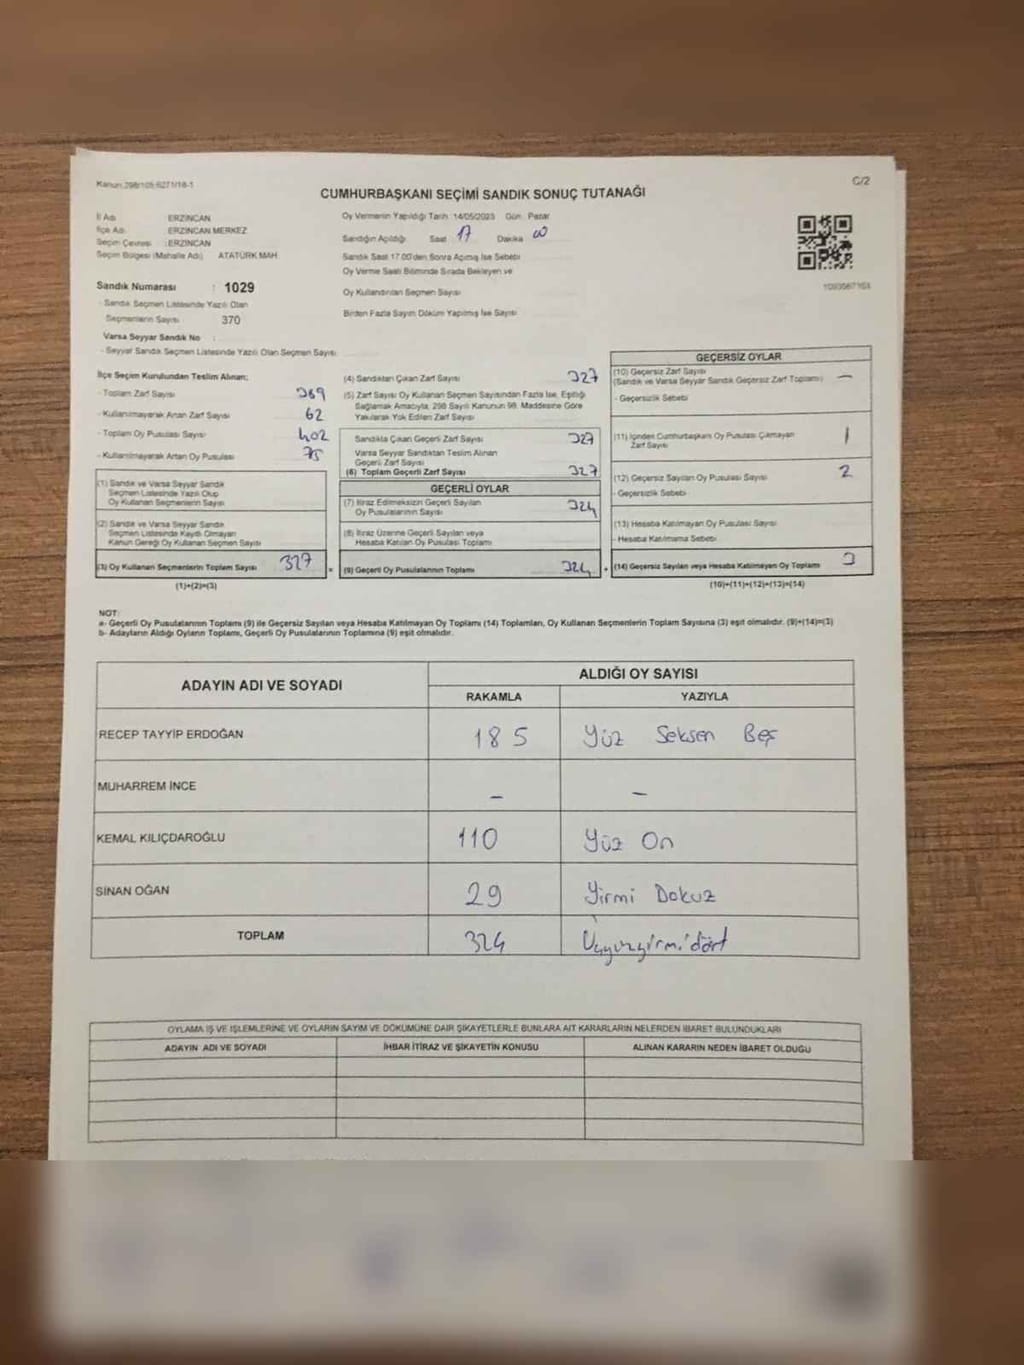 Kanun:298/105;6271/18-1
C/2
CUMHURBAŞKANI SEÇİMİ SANDIK SONUÇ TUTANAĞI
İl Adı ERZİNCAN
İlçe Adı ERZİNCAN MERKEZ
Seçim Çevresi :ERZİNCAN
Seçim Bölgesi (Mahalle Adı) ATATÜRK MAH.
Sandık Numarası : 1029
- Sandık Seçmen Listesinde Yazılı Olan
Seçmenlerin Sayısı 370
Varsa Seyyar Sandık No :
- Seyyar Sandık Seçmen Listesinde Yazılı Olan Seçmen Sayısı
Oy Vermenin Yapıldığı Tarih: 14/05/2023 Gün: Pazar
Sandığın Açıldığı Saat 17 Dakika 00
Sandık Saat 17.00'den Sonra Açılmış İse Sebebi
Oy Verme Saati Bitiminde Sırada Bekleyen ve
Oy Kullandırılan Seçmen Sayısı
Birden Fazla Sayım Döküm Yapılmış İse Sayısı
İlçe Seçim Kurulundan Teslim Alınan;
- Toplam Zarf Sayısı 389
- Kullanılmayarak Artan Zarf Sayısı 62
- Toplam Oy Pusulası Sayısı 402
- Kullanılmayarak Artan Oy Pusulası 75
(1) Sandık ve Varsa Seyyar Sandık
Seçmen Listesinde Yazılı Olup
Oy Kullanan Seçmenlerin Sayısı
(2) Sandık ve Varsa Seyyar Sandık
Seçmen Listesinde Kaydı Olmayan
Kanun Gereği Oy Kullanan Seçmen Sayısı
(3) Oy Kullanan Seçmenlerin Toplam Sayısı 327
(1)+(2)=(3)
(4) Sandıktan Çıkan Zarf Sayısı 327
(5) Zarf Sayısı Oy Kullanan Seçmen Sayısından Fazla İse, Eşitliği
Sağlamak Amacıyla, 298 Sayılı Kanunun 98. Maddesine Göre
Yakılarak Yok Edilen Zarf Sayısı
Sandıkta Çıkan Geçerli Zarf Sayısı 327
Varsa Seyyar Sandıktan Teslim Alınan
Geçerli Zarf Sayısı
(6) Toplam Geçerli Zarf Sayısı 327
GEÇERLİ OYLAR
(7) İtiraz Edilmeksizin Geçerli Sayılan
Oy Pusulalarının Sayısı 324
(8) İtiraz Üzerine Geçerli Sayılan veya
Hesaba Katılan Oy Pusulası Toplamı
= (9) Geçerli Oy Pusulalarının Toplamı 324
GEÇERSİZ OYLAR
(10) Geçersiz Zarf Sayısı
(Sandık ve Varsa Seyyar Sandık Geçersiz Zarf Toplamı) —
- Geçersizlik Sebebi
(11) İçinden Cumhurbaşkanı Oy Pusulası Çıkmayan
Zarf Sayısı 1
(12) Geçersiz Sayılan Oy Pusulası Sayısı 2
- Geçersizlik Sebebi
(13) Hesaba Katılmayan Oy Pusulası Sayısı
- Hesaba Katılmama Sebebi
+ (14) Geçersiz Sayılan veya Hesaba Katılmayan Oy Toplamı 3
(10)+(11)+(12)+(13)=(14)
NOT:
a- Geçerli Oy Pusulalarının Toplamı (9) ile Geçersiz Sayılan veya Hesaba Katılmayan Oy Toplamı (14) Toplamları, Oy Kullanan Seçmenlerin Toplam Sayısına (3) eşit olmalıdır. (9)+(14)=(3)
b- Adayların Aldığı Oyların Toplamı, Geçerli Oy Pusulalarının Toplamına (9) eşit olmalıdır.
ADAYIN ADI VE SOYADI ALDIĞI OY SAYISI
RAKAMLA YAZIYLA
RECEP TAYYİP ERDOĞAN 185 Yüz Seksen Beş
MUHARREM İNCE – –
KEMAL KILIÇDAROĞLU 110 Yüz On
SİNAN OĞAN 29 Yirmi Dokuz
TOPLAM 324 Üçyüzyirmidört
OYLAMA İŞ VE İŞLEMLERİNE VE OYLARIN SAYIM VE DÖKÜMÜNE DAİR ŞİKAYETLERLE BUNLARA AİT KARARLARIN NELERDEN İBARET BULUNDUKLARI
ADAYIN ADI VE SOYADI İHBAR İTİRAZ VE ŞİKAYETİN KONUSU ALINAN KARARIN NEDEN İBARET OLDUĞU